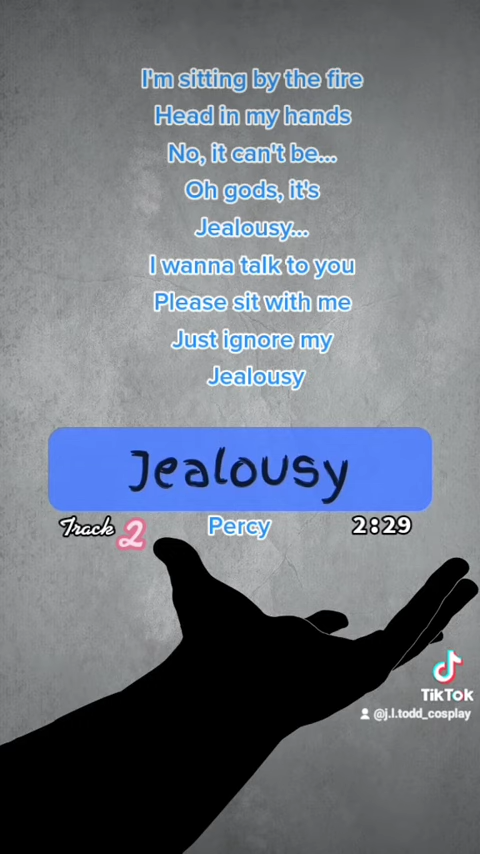 I'm sitting by the fire
Head in my hands
No, it can't be...
Oh gods, it's
Jealousy...
I wanna talk to you
Please sit with me
Just ignore my
Jealousy
Jealousy
Track 2 Percy 2:29
TikTok
@j.l.todd_cosplay